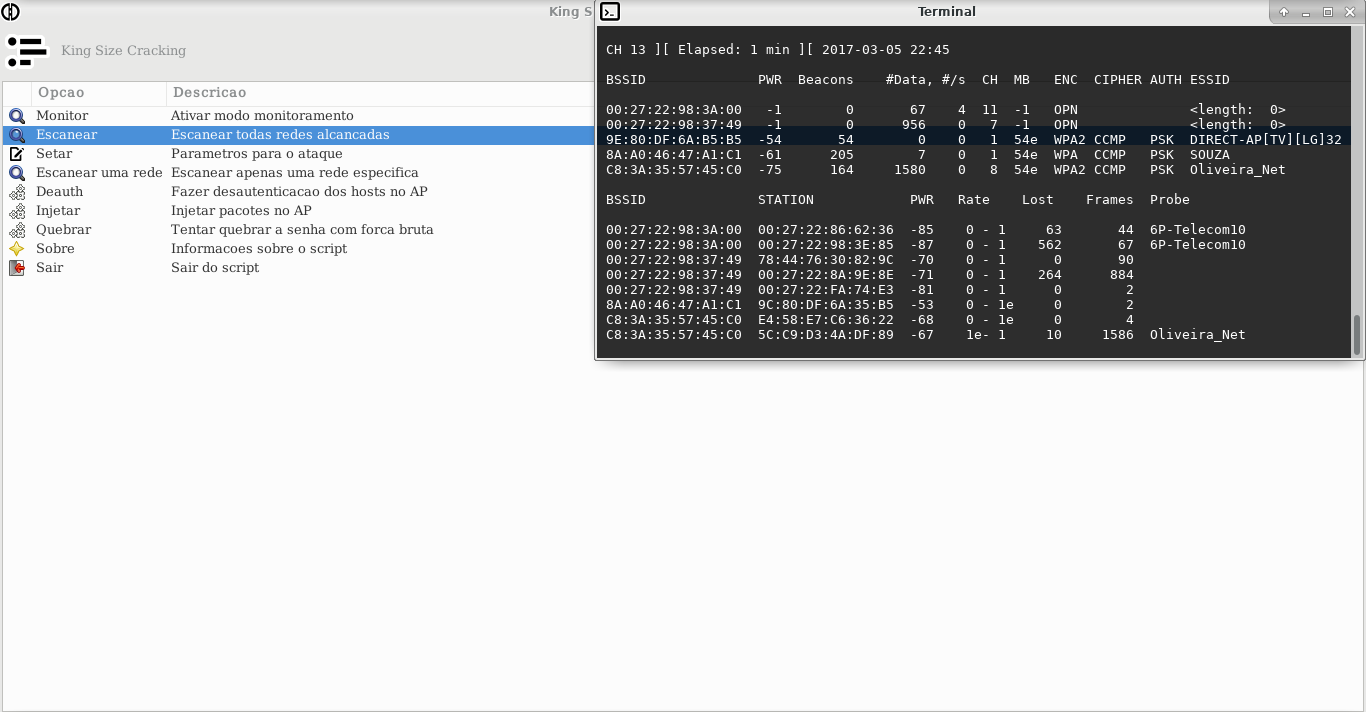 King S
King Size Cracking
Opcao Descricao
Monitor Ativar modo monitoramento
Escanear Escanear todas redes alcancadas
Setar Parametros para o ataque
Escanear uma rede Escanear apenas uma rede especifica
Deauth Fazer desautenticacao dos hosts no AP
Injetar Injetar pacotes no AP
Quebrar Tentar quebrar a senha com forca bruta
Sobre Informacoes sobre o script
Sair Sair do script
Terminal
CH 13 ][ Elapsed: 1 min ][ 2017-03-05 22:45
BSSID PWR Beacons #Data, #/s CH MB ENC CIPHER AUTH ESSID
00:27:22:98:3A:00 -1 0 67 4 11 -1 OPN <length: 0>
00:27:22:98:37:49 -1 0 956 0 7 -1 OPN <length: 0>
9E:80:DF:6A:B5:B5 -54 54 0 0 1 54e WPA2 CCMP PSK DIRECT-AP[TV][LG]32
8A:A0:46:47:A1:C1 -61 205 7 0 1 54e WPA CCMP PSK SOUZA
C8:3A:35:57:45:C0 -75 164 1580 0 8 54e WPA2 CCMP PSK Oliveira_Net
BSSID STATION PWR Rate Lost Frames Probe
00:27:22:98:3A:00 00:27:22:86:62:36 -85 0 - 1 63 44 6P-Telecom10
00:27:22:98:3A:00 00:27:22:98:3E:85 -87 0 - 1 562 67 6P-Telecom10
00:27:22:98:37:49 78:44:76:30:82:9C -70 0 - 1 0 90
00:27:22:98:37:49 00:27:22:8A:9E:8E -71 0 - 1 264 884
00:27:22:98:37:49 00:27:22:FA:74:E3 -81 0 - 1 0 2
8A:A0:46:47:A1:C1 9C:80:DF:6A:35:B5 -53 0 - 1e 0 2
C8:3A:35:57:45:C0 E4:58:E7:C6:36:22 -68 0 - 1e 0 4
C8:3A:35:57:45:C0 5C:C9:D3:4A:DF:89 -67 1e- 1 10 1586 Oliveira_Net